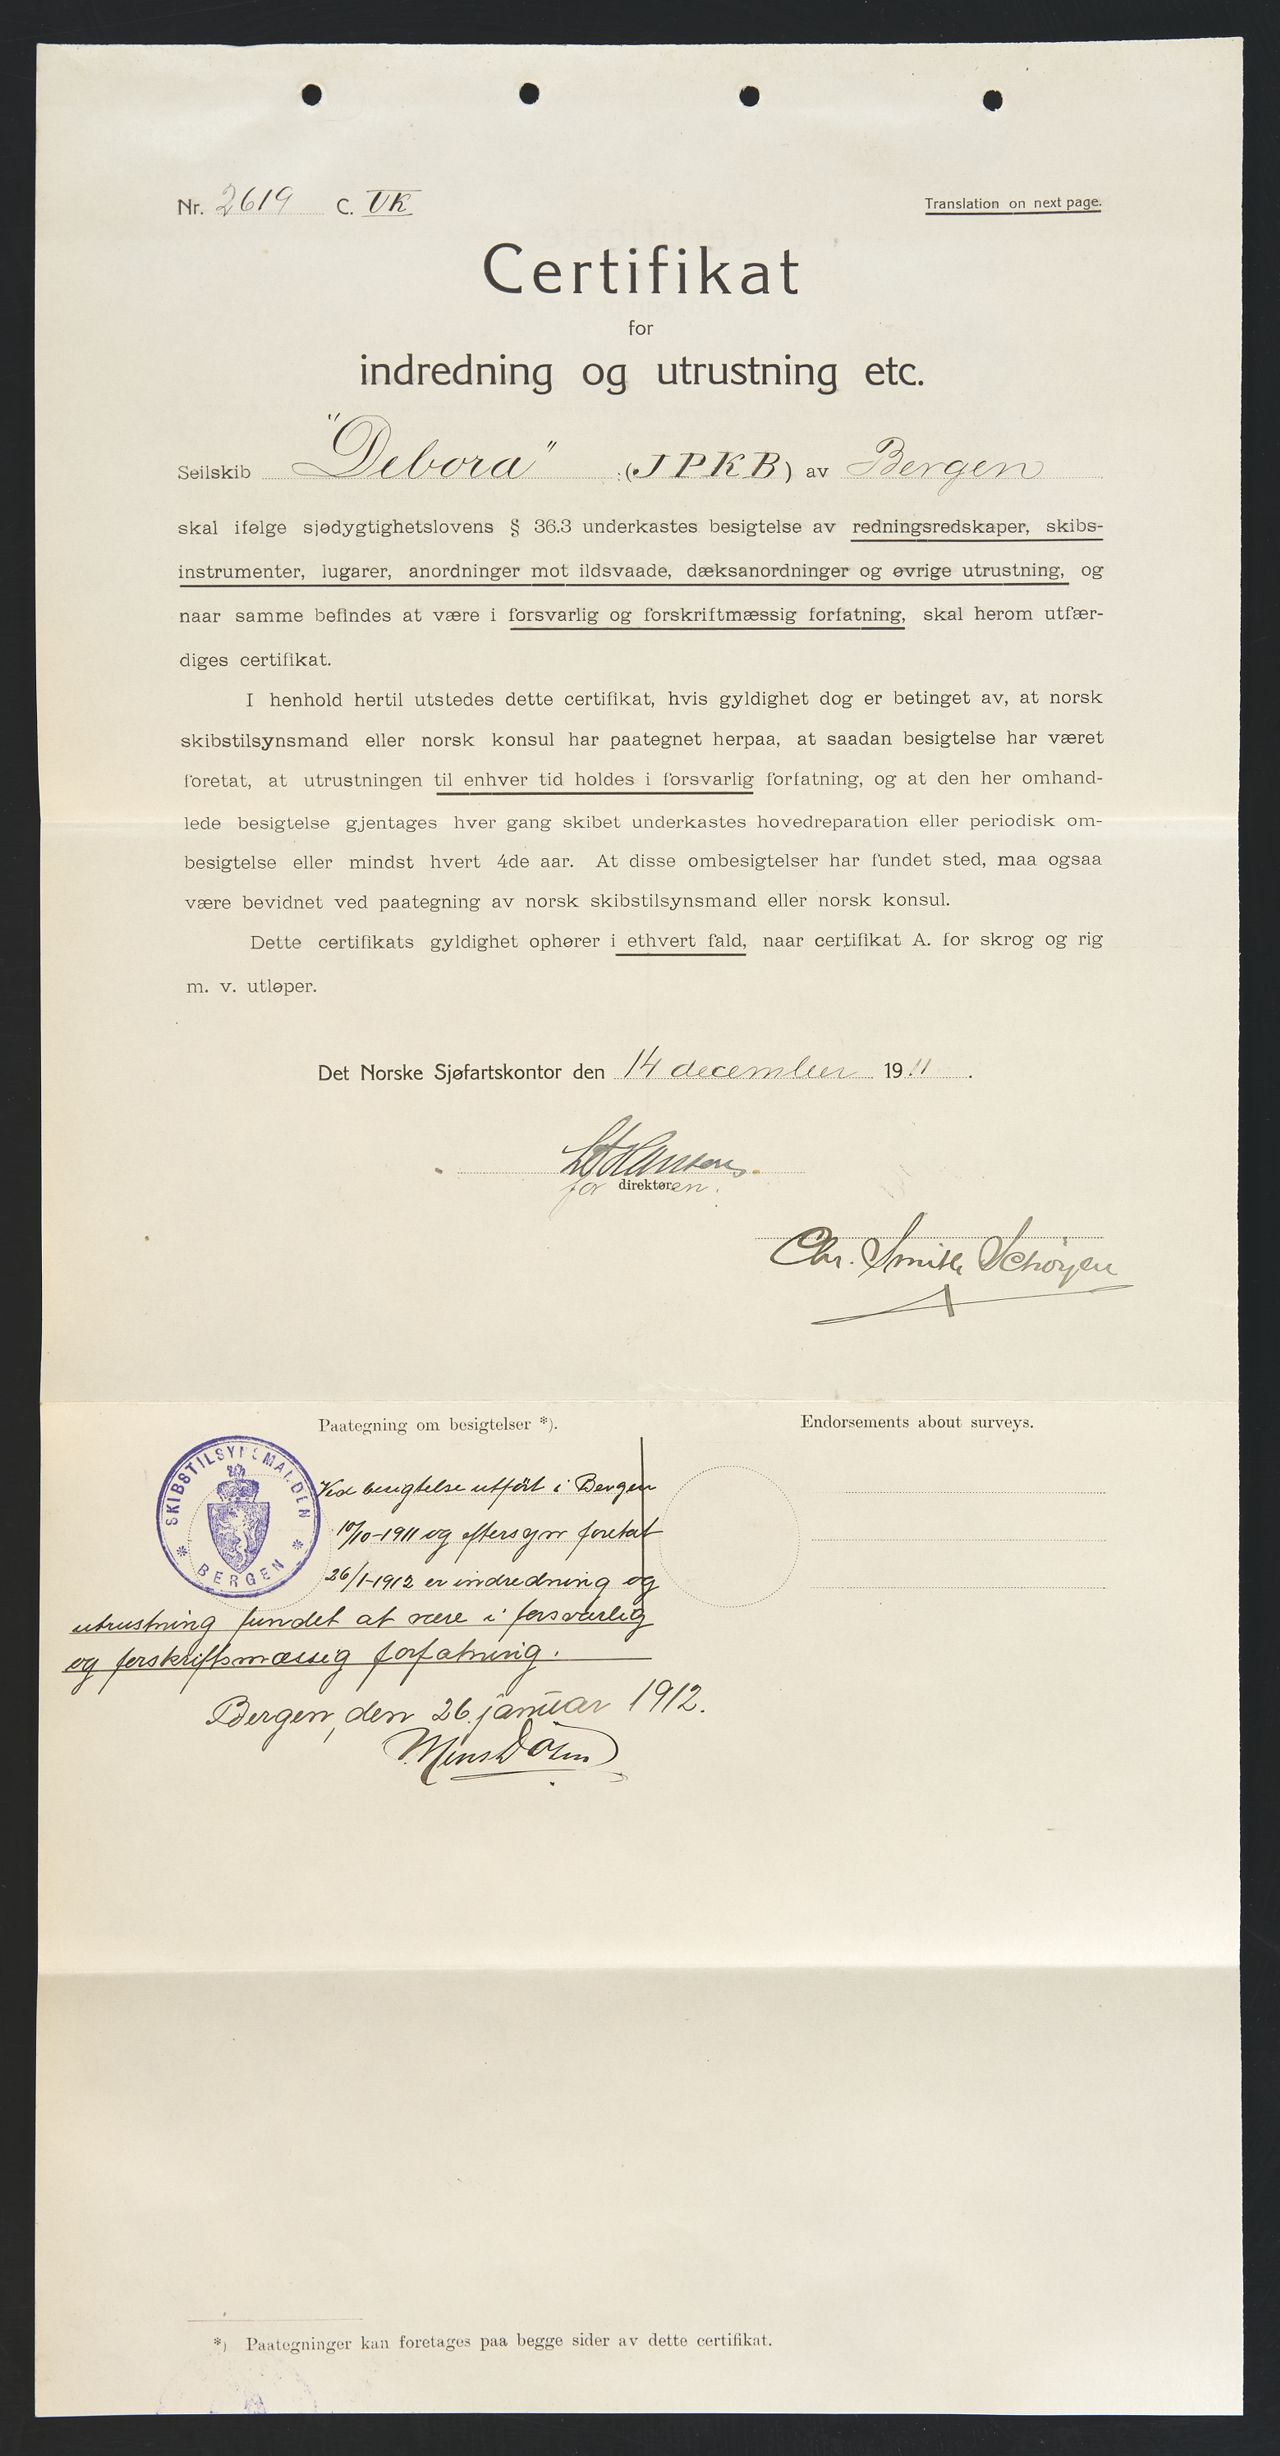 Nr. 2619 C. VK
Translation on next page.
Certifikat
for
indredning og utrustning etc.
Seilskib "Debora" (JPKB) av Bergen
skal ifølge sjødygtighetslovens § 36.3 underkastes besigtelse av redningsredskaper, skibs-
instrumenter, lugarer, anordninger mot ildsvaade, dæksanordninger og øvrige utrustning, og
naar samme befindes at være i forsvarlig og forskriftmæssig forfatning, skal herom utfær-
diges certifikat.
I henhold hertil utstedes dette certifikat, hvis gyldighet dog er betinget av, at norsk
skibstilsynsmand eller norsk konsul har paategnet herpaa, at saadan besigtelse har været
foretat, at utrustningen til enhver tid holdes i forsvarlig forfatning, og at den her omhand-
lede besigtelse gjentages hver gang skibet underkastes hovedreparation eller periodisk om-
besigtelse eller mindst hvert 4de aar. At disse ombesigtelser har fundet sted, maa ogsaa
være bevidnet ved paategning av norsk skibstilsynsmand eller norsk konsul.
Dette certifikats gyldighet ophører i ethvert fald, naar certifikat A. for skrog og rig
m. v. utløper.
Det Norske Sjøfartskontor den 14 december 1911.
Hansen
for direktøren.
Chr. Smith Schøyen
Paategning om besigtelser *).
Endorsements about surveys.
SKIBSTILSYNSMANDEN
* BERGEN *
Ved besigtelse utført i Bergen
10/10-1911 og eftersyn foretat
26/1-1912 er indredning og
utrustning fundet at være i forsvarlig
og forskriftsmæssig forfatning.
Bergen, den 26. januar 1912.
*) Paategninger kan foretages paa begge sider av dette certifikat.